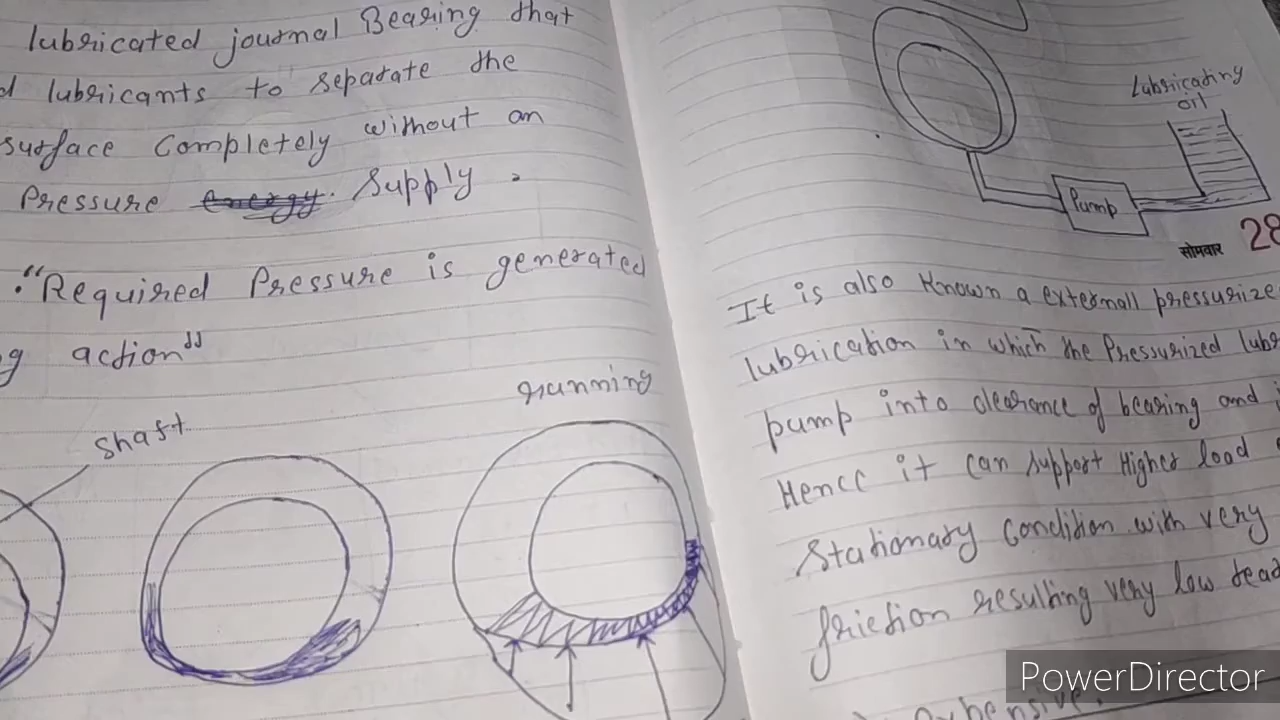 lubricated journal Bearing that
d lubricants to separate the
surface completely without an
Pressure supply.
"Required Pressure is generated
g action"
shaft
running
Lubricating
oil
Pump
सोमवार 28
It is also Known a externall pressurize
lubrication in which the Pressurized lubr
pump into clearance of bearing and i
Hence it can support Higher load
stationary condition with very
friction resulting very low tead
Expensive.
PowerDirector